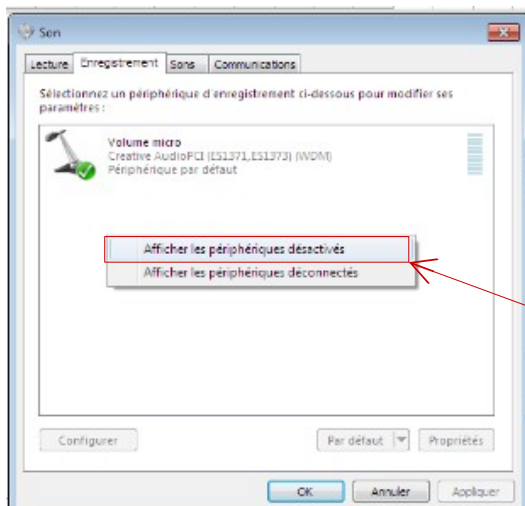 Son
Lecture Enregistrement Sons Communications
Sélectionnez un périphérique d'enregistrement ci-dessous pour modifier ses
paramètres :
Volume micro
Creative AudioPCI (ES1371,ES1373) (WDM)
Périphérique par défaut
Afficher les périphériques désactivés
Afficher les périphériques déconnectés
Configurer Par défaut Propriétés
OK Annuler Appliquer